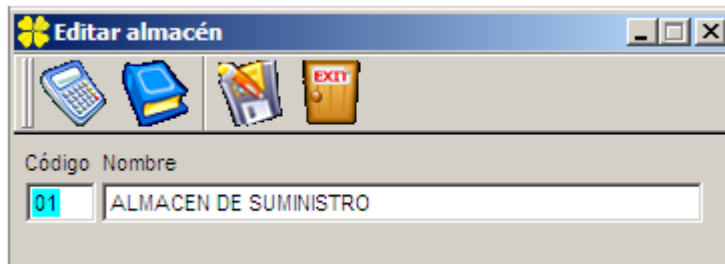 Editar almacén
EXIT
Código Nombre
01 ALMACEN DE SUMINISTRO